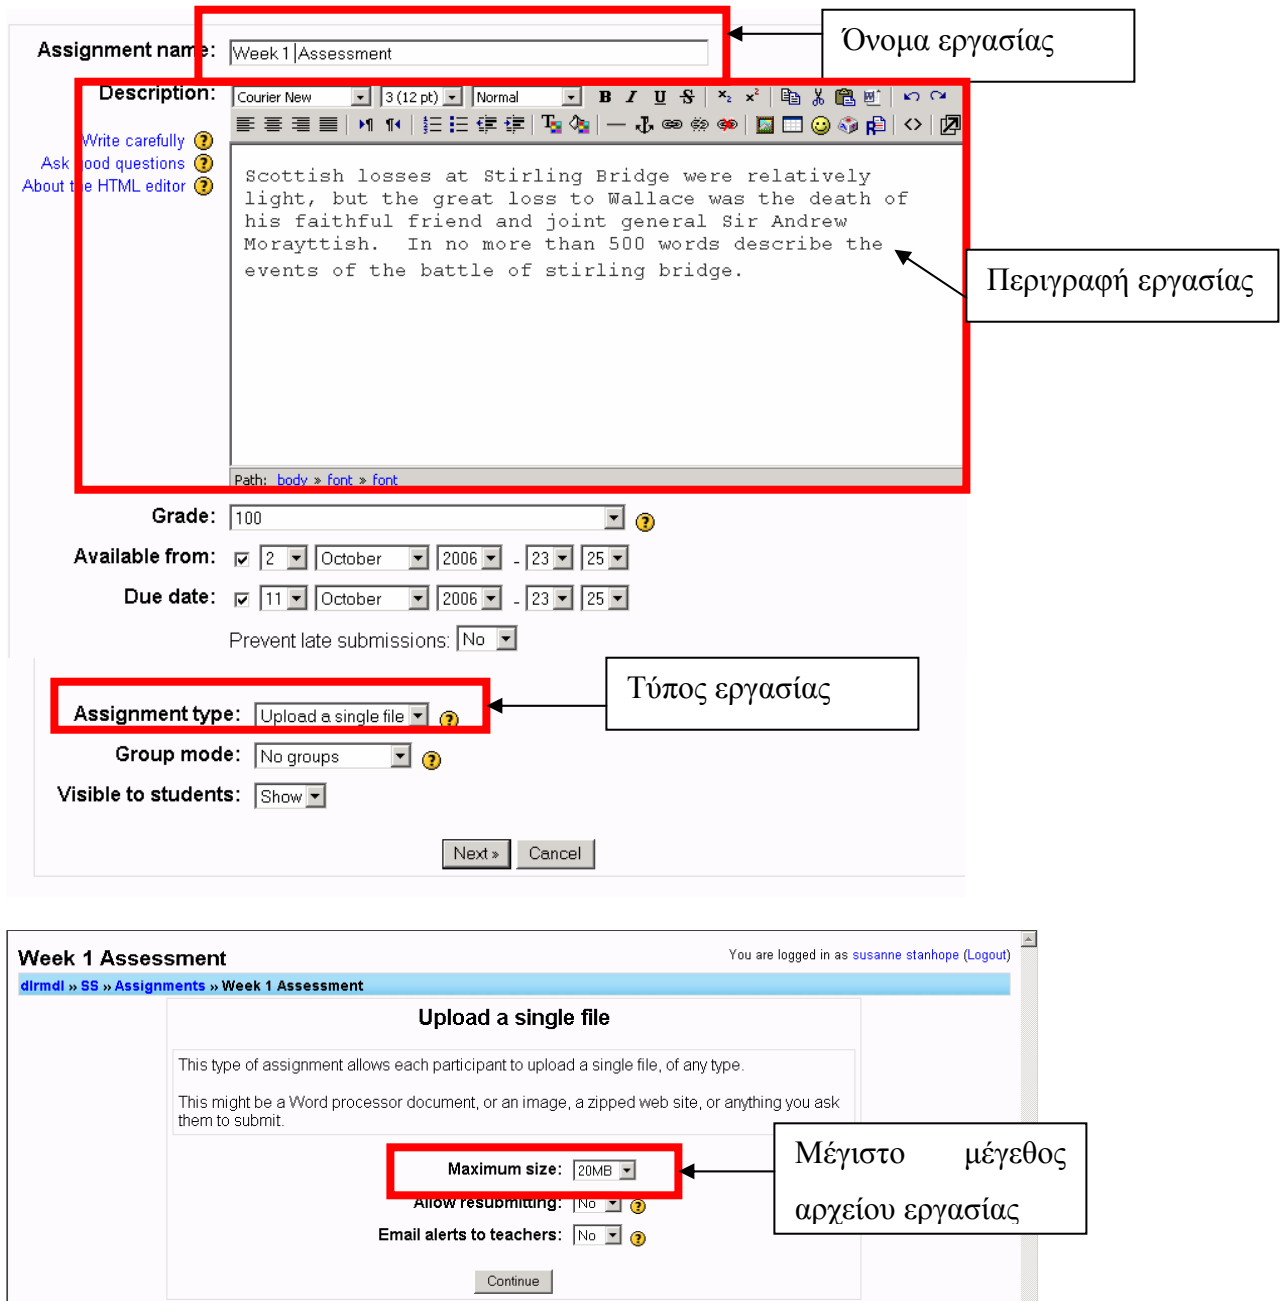 Assignment name: Week 1 Assessment
Όνομα εργασίας
Description: Courier New 3 (12 pt) Normal B I U S x₂ x²
Write carefully ?
Ask good questions ?
About the HTML editor ?
Scottish losses at Stirling Bridge were relatively
light, but the great loss to Wallace was the death of
his faithful friend and joint general Sir Andrew
Morayttish. In no more than 500 words describe the
events of the battle of stirling bridge.
Περιγραφή εργασίας
Path: body » font » font
Grade: 100 ?
Available from: 2 October 2006 - 23 25
Due date: 11 October 2006 - 23 25
Prevent late submissions: No
Τύπος εργασίας
Assignment type: Upload a single file ?
Group mode: No groups ?
Visible to students: Show
Next » Cancel
Week 1 Assessment
You are logged in as susanne stanhope (Logout)
dlrmdl » SS » Assignments » Week 1 Assessment
Upload a single file
This type of assignment allows each participant to upload a single file, of any type.
This might be a Word processor document, or an image, a zipped web site, or anything you ask
them to submit.
Maximum size: 20MB
Μέγιστο μέγεθος
αρχείου εργασίας
Allow resubmitting: No ?
Email alerts to teachers: No ?
Continue